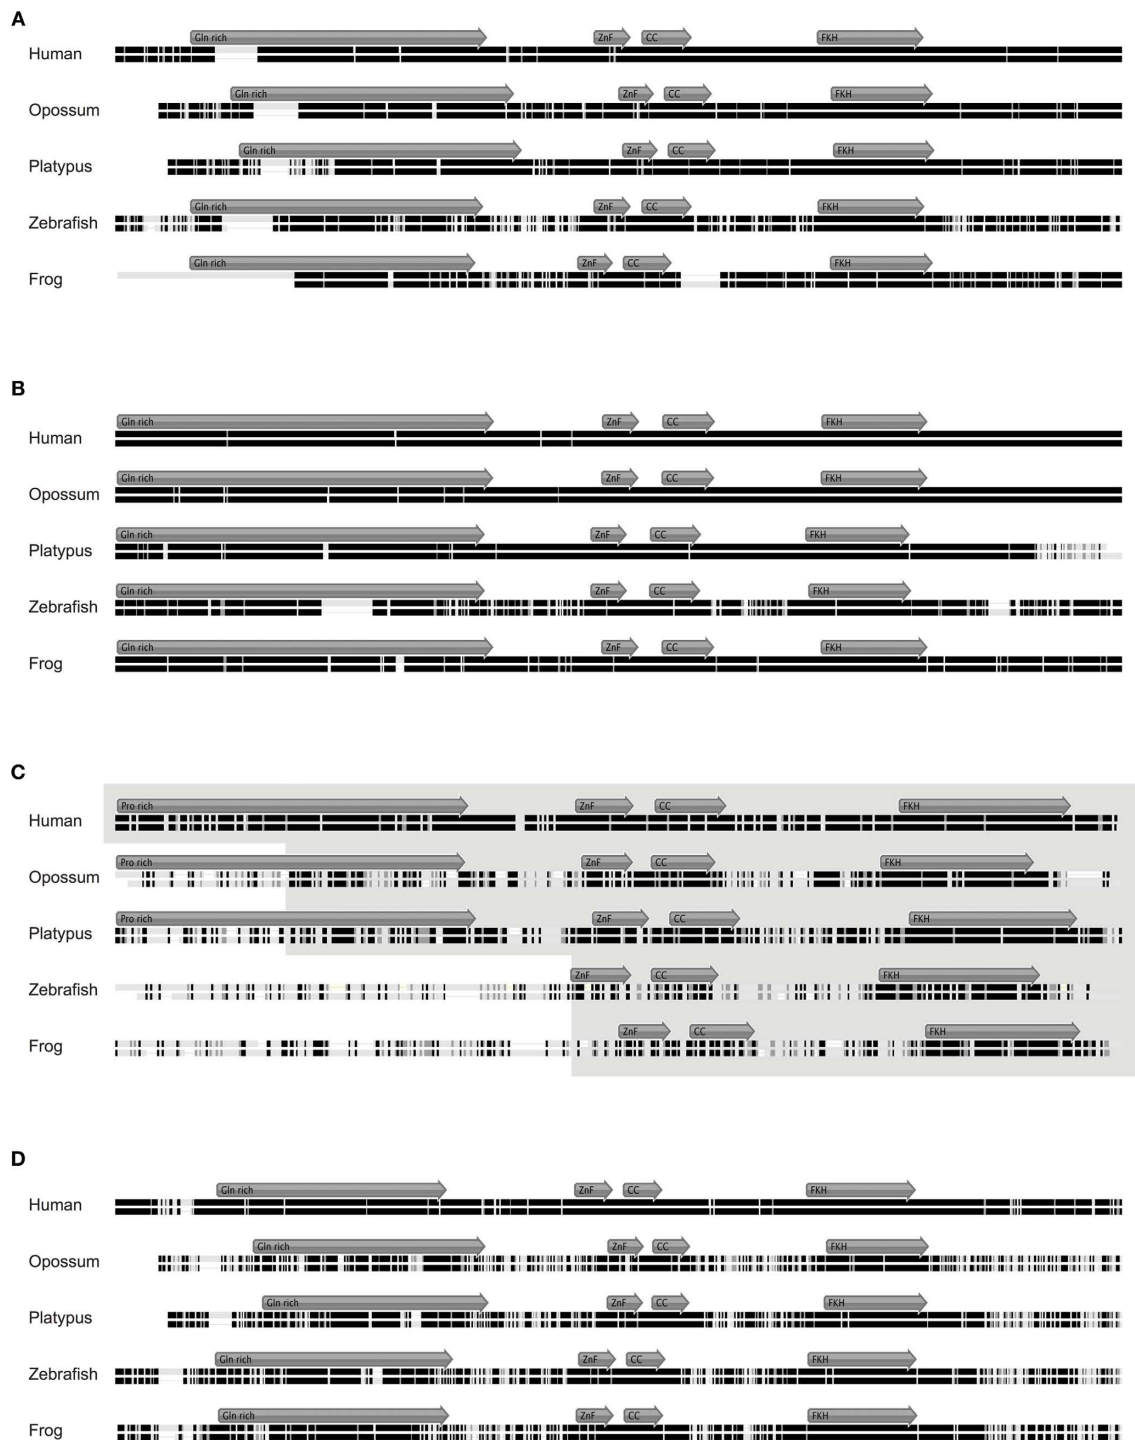 A
Gln rich ZnF CC FKH
Human
Gln rich ZnF CC FKH
Opossum
Gln rich ZnF CC FKH
Platypus
Gln rich ZnF CC FKH
Zebrafish
Gln rich ZnF CC FKH
Frog
B
Gln rich ZnF CC FKH
Human
Gln rich ZnF CC FKH
Opossum
Gln rich ZnF CC FKH
Platypus
Gln rich ZnF CC FKH
Zebrafish
Gln rich ZnF CC FKH
Frog
C
Pro rich ZnF CC FKH
Human
Pro rich ZnF CC FKH
Opossum
Pro rich ZnF CC FKH
Platypus
ZnF CC FKH
Zebrafish
ZnF CC FKH
Frog
D
Gln rich ZnF CC FKH
Human
Gln rich ZnF CC FKH
Opossum
Gln rich ZnF CC FKH
Platypus
Gln rich ZnF CC FKH
Zebrafish
Gln rich ZnF CC FKH
Frog